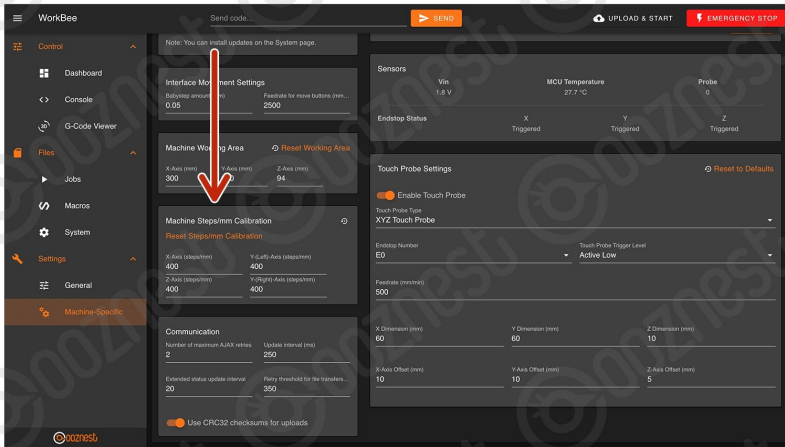 WorkBee
Send code...
SEND
UPLOAD & START
EMERGENCY STOP
Control
Dashboard
Console
G-Code Viewer
Files
Jobs
Macros
System
Settings
General
Machine-Specific
ooznest
Note: You can install updates on the System page.
Interface Movement Settings
Babystep amount (mm) Feedrate for move buttons (mm...
0.05 2500
Machine Working Area Reset Working Area
X-Axis (mm) Y-Axis (mm) Z-Axis (mm)
300 94
Machine Steps/mm Calibration
Reset Steps/mm Calibration
X-Axis (steps/mm) Y-(Left)-Axis (steps/mm)
400 400
Z-Axis (steps/mm) Y-(Right)-Axis (steps/mm)
400 400
Communication
Number of maximum AJAX retries Update interval (ms)
2 250
Extended status update interval Retry threshold for file transfers...
20 350
Use CRC32 checksums for uploads
Sensors
Vin MCU Temperature Probe
1.8 V 27.7 °C 0
Endstop Status X Y Z
Triggered Triggered Triggered
Touch Probe Settings Reset to Defaults
Enable Touch Probe
Touch Probe Type
XYZ Touch Probe
Endstop Number Touch Probe Trigger Level
E0 Active Low
Feedrate (mm/min)
500
X Dimension (mm) Y Dimension (mm) Z Dimension (mm)
60 60 10
X-Axis Offset (mm) Y-Axis Offset (mm) Z-Axis Offset (mm)
10 10 5